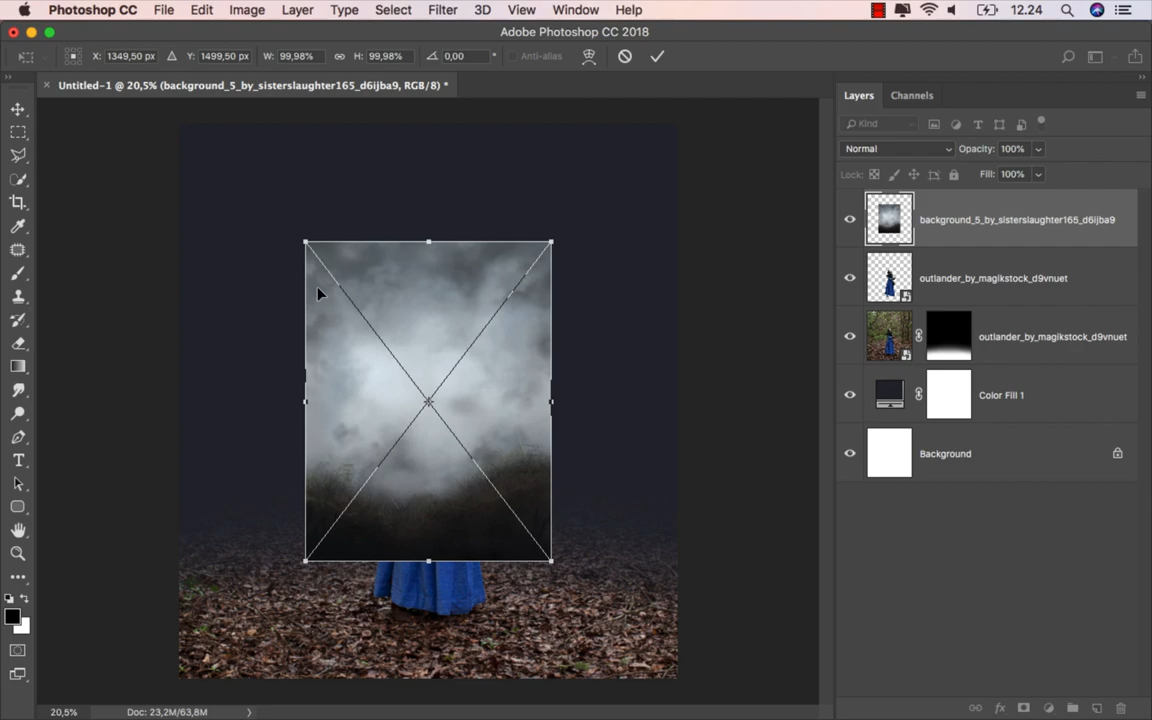 Photoshop CC File Edit Image Layer Type Select Filter 3D View Window Help 12.24
Adobe Photoshop CC 2018
X: 1349,50 px Y: 1499,50 px W: 99,98% H: 99,98% 0,00 ° Anti-alias
× Untitled-1 @ 20,5% (background_5_by_sisterslaughter165_d6ijba9, RGB/8) *
Layers Channels
Kind
Normal Opacity: 100%
Lock: Fill: 100%
background_5_by_sisterslaughter165_d6ijba9
outlander_by_magikstock_d9vnuet
outlander_by_magikstock_d9vnuet
Color Fill 1
Background
20,5% Doc: 23,2M/63,8M